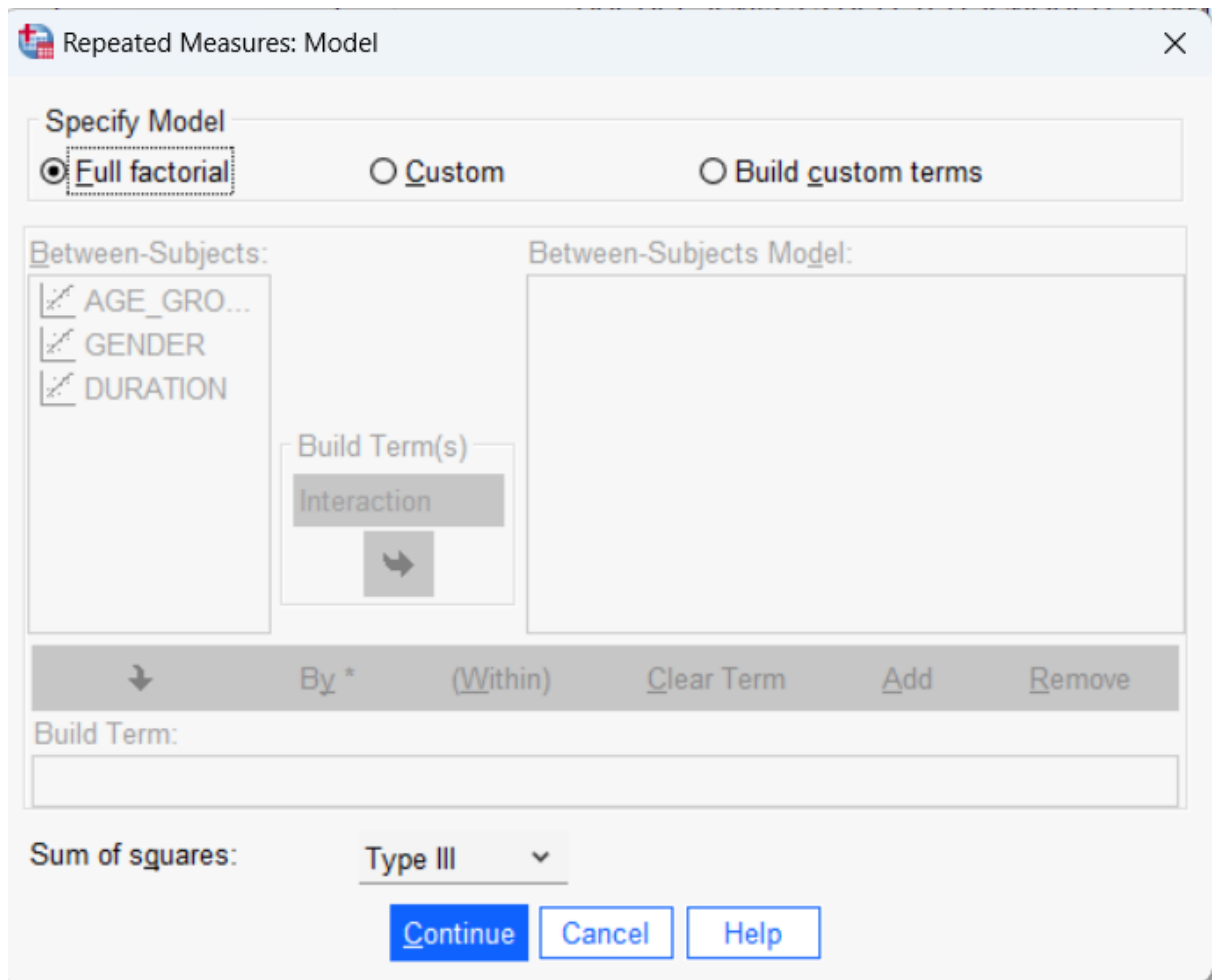 Repeated Measures: Model
Specify Model
Full factorial Custom Build custom terms
Between-Subjects: Between-Subjects Model:
AGE_GRO...
GENDER
DURATION
Build Term(s)
Interaction
By * (Within) Clear Term Add Remove
Build Term:
Sum of squares: Type III
Continue Cancel Help